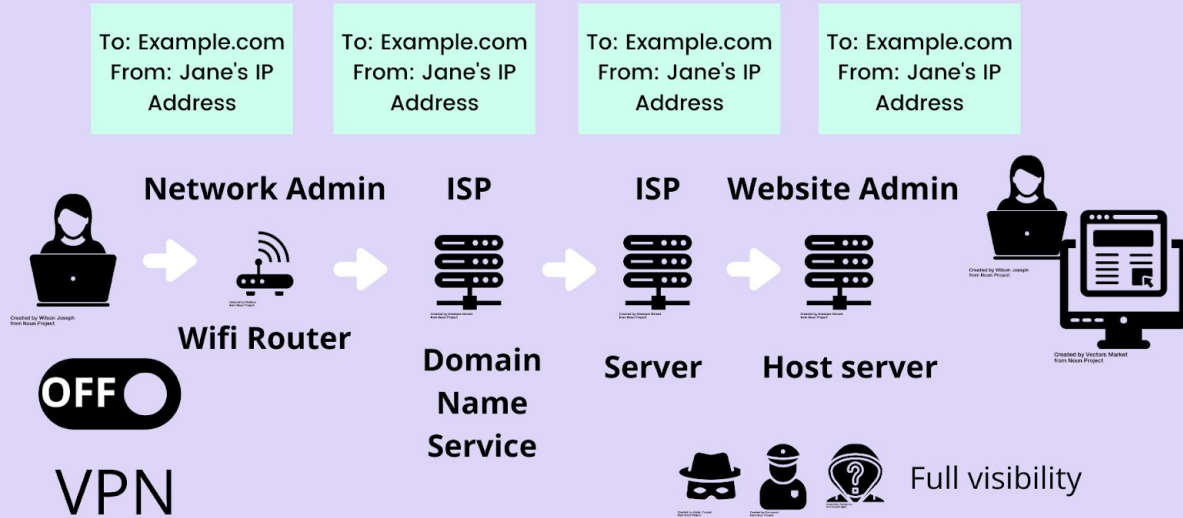 To: Example.com
From: Jane's IP
Address
To: Example.com
From: Jane's IP
Address
To: Example.com
From: Jane's IP
Address
To: Example.com
From: Jane's IP
Address
Network Admin
ISP
ISP
Website Admin
Created by Wilson Joseph
from Noun Project
Created by Wilson Joseph
from Noun Project
Created by Vectors Market
from Noun Project
Wifi Router
Domain
Name
Service
Server
Host server
OFF
VPN
?
Full visibility